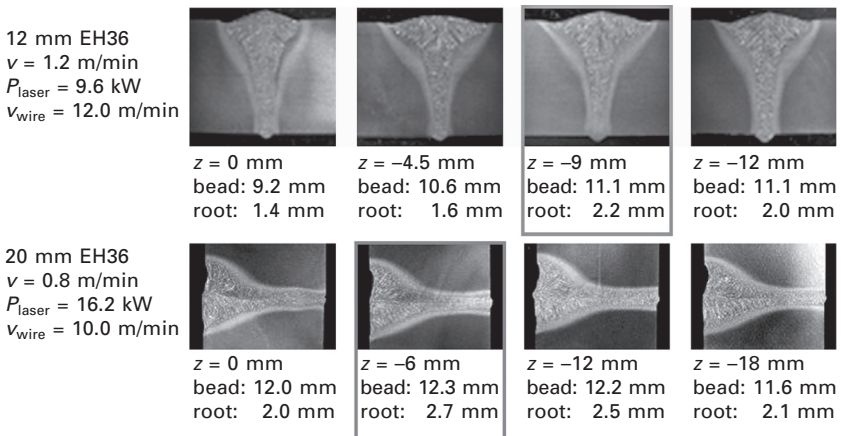 12 mm EH36
v = 1.2 m/min
Plaser = 9.6 kW
vwire = 12.0 m/min
z = 0 mm
bead: 9.2 mm
root: 1.4 mm
z = –4.5 mm
bead: 10.6 mm
root: 1.6 mm
z = –9 mm
bead: 11.1 mm
root: 2.2 mm
z = –12 mm
bead: 11.1 mm
root: 2.0 mm
20 mm EH36
v = 0.8 m/min
Plaser = 16.2 kW
vwire = 10.0 m/min
z = 0 mm
bead: 12.0 mm
root: 2.0 mm
z = –6 mm
bead: 12.3 mm
root: 2.7 mm
z = –12 mm
bead: 12.2 mm
root: 2.5 mm
z = –18 mm
bead: 11.6 mm
root: 2.1 mm